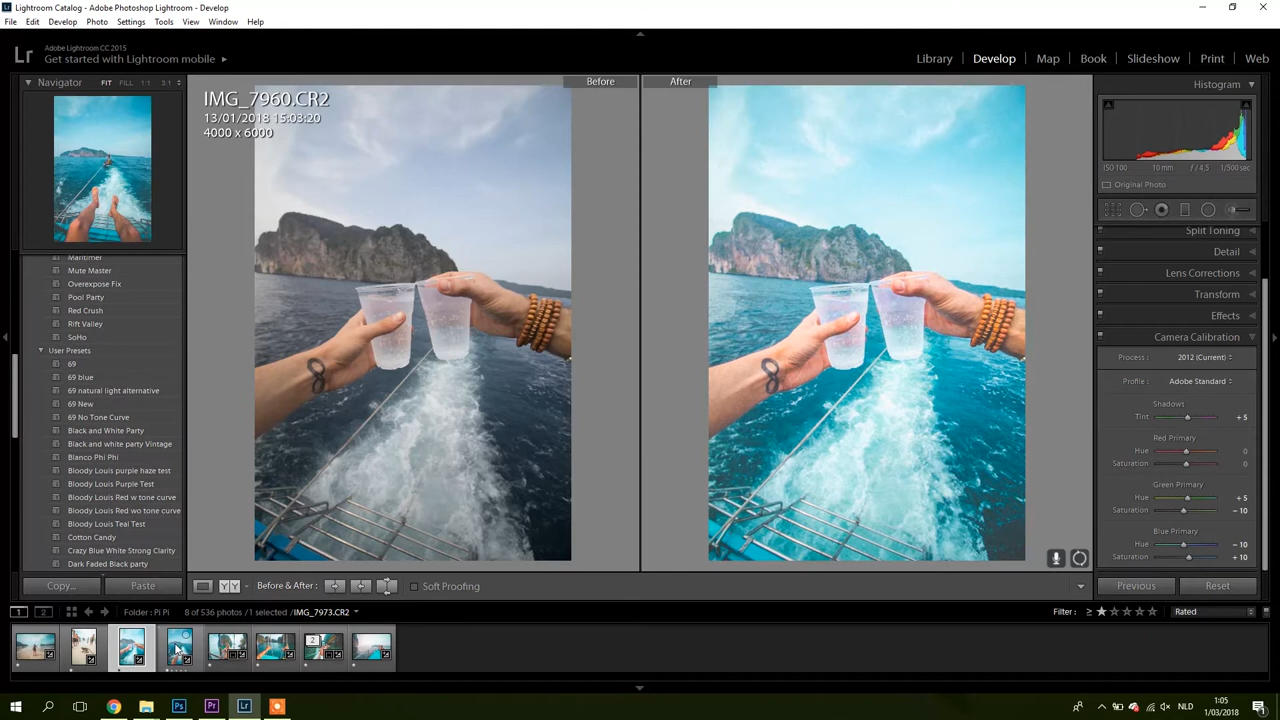 Lightroom Catalog - Adobe Photoshop Lightroom - Develop
File Edit Develop Photo Settings Tools View Window Help
Lr
Adobe Lightroom CC 2015
Get started with Lightroom mobile
Library Develop Map Book Slideshow Print Web
Navigator FIT FILL 1:1 3:1
Before After
Histogram
IMG_7960.CR2
13/01/2018 15:03:20
4000 x 6000
ISO 100 10 mm f / 4,5 1/500 sec
Original Photo
Split Toning
Detail
Lens Corrections
Transform
Effects
Camera Calibration
Process : 2012 (Current)
Profile : Adobe Standard
Shadows
Tint + 5
Red Primary
Hue 0
Saturation 0
Green Primary
Hue + 5
Saturation - 10
Blue Primary
Hue - 10
Saturation + 10
Maritimer
Mute Master
Overexpose Fix
Pool Party
Red Crush
Rift Valley
SoHo
User Presets
69
69 blue
69 natural light alternative
69 New
69 No Tone Curve
Black and White Party
Black and white party Vintage
Blanco Phi Phi
Bloody Louis purple haze test
Bloody Louis Purple Test
Bloody Louis Red w tone curve
Bloody Louis Red wo tone curve
Bloody Louis Teal Test
Cotton Candy
Crazy Blue White Strong Clarity
Dark Faded Black party
Copy... Paste
YY Before & After : Soft Proofing
Previous Reset
1 2 Folder : Pi Pi 8 of 536 photos / 1 selected / IMG_7973.CR2 Filter : ≥ Rated
2
Ps Pr Lr
NLD
1:05
1/03/2018
1